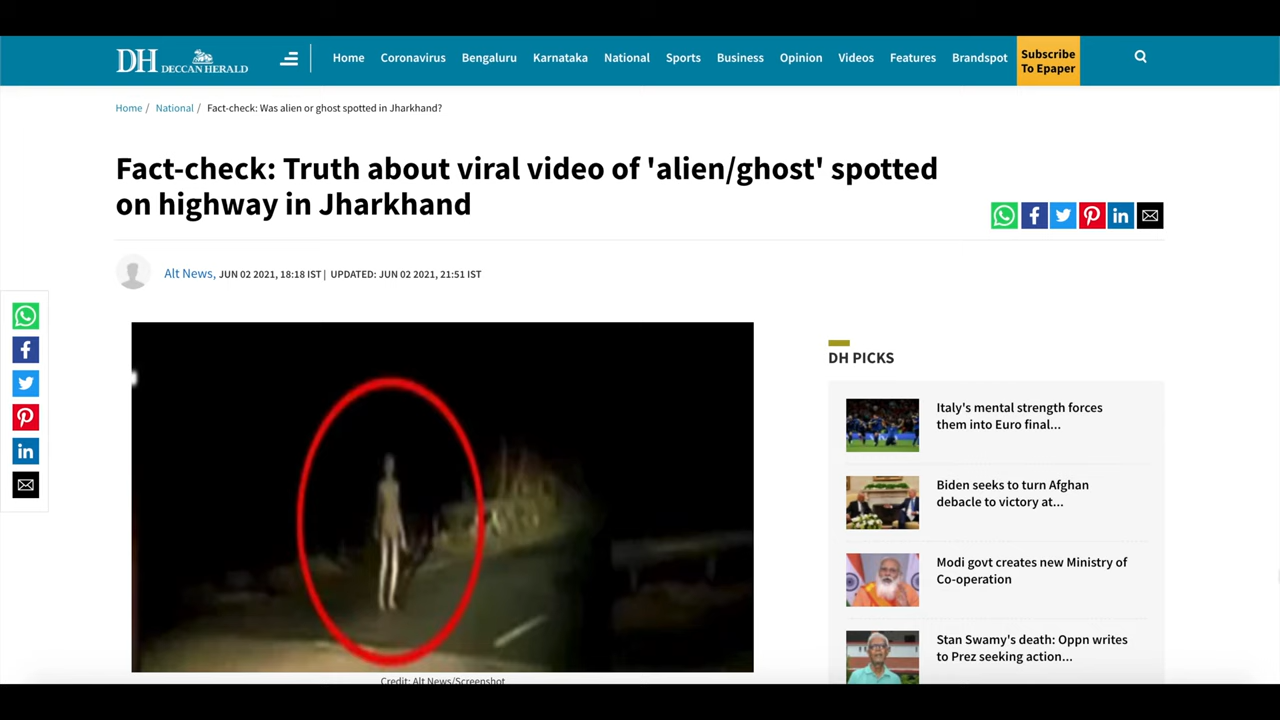 DH DECCAN HERALD
Home Coronavirus Bengaluru Karnataka National Sports Business Opinion Videos Features Brandspot
Subscribe
To Epaper
Home / National / Fact-check: Was alien or ghost spotted in Jharkhand?
Fact-check: Truth about viral video of 'alien/ghost' spotted
on highway in Jharkhand
Alt News, JUN 02 2021, 18:18 IST | UPDATED: JUN 02 2021, 21:51 IST
Credit: Alt News/Screenshot
DH PICKS
Italy's mental strength forces
them into Euro final...
Biden seeks to turn Afghan
debacle to victory at...
Modi govt creates new Ministry of
Co-operation
Stan Swamy's death: Oppn writes
to Prez seeking action...